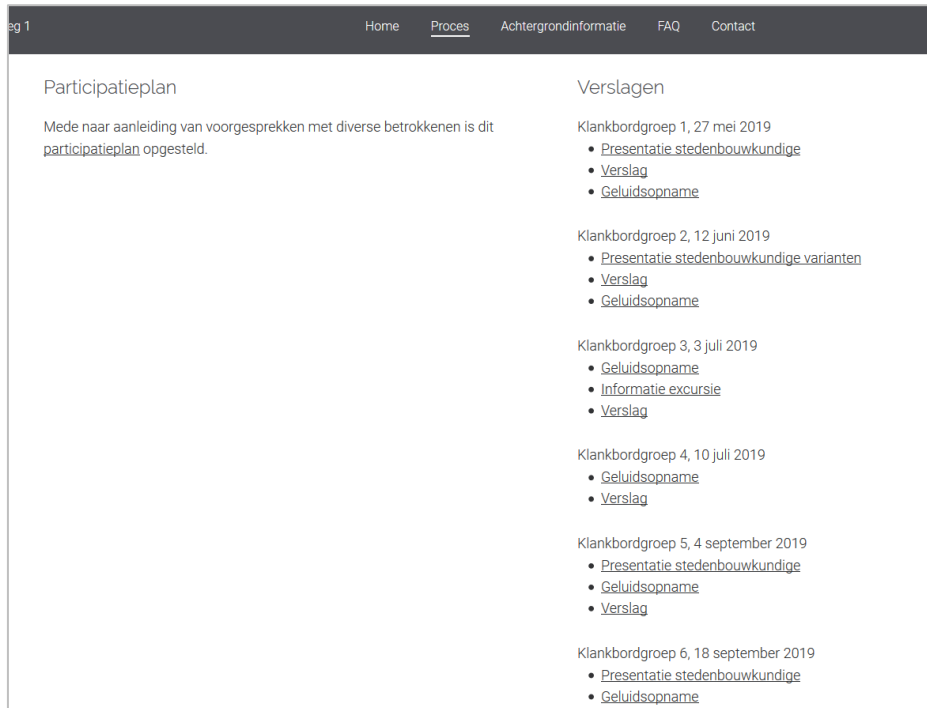 eg 1
Home Proces Achtergrondinformatie FAQ Contact
Participatieplan
Mede naar aanleiding van voorgesprekken met diverse betrokkenen is dit
participatieplan opgesteld.
Verslagen
Klankbordgroep 1, 27 mei 2019
• Presentatie stedenbouwkundige
• Verslag
• Geluidsopname
Klankbordgroep 2, 12 juni 2019
• Presentatie stedenbouwkundige varianten
• Verslag
• Geluidsopname
Klankbordgroep 3, 3 juli 2019
• Geluidsopname
• Informatie excursie
• Verslag
Klankbordgroep 4, 10 juli 2019
• Geluidsopname
• Verslag
Klankbordgroep 5, 4 september 2019
• Presentatie stedenbouwkundige
• Geluidsopname
• Verslag
Klankbordgroep 6, 18 september 2019
• Presentatie stedenbouwkundige
• Geluidsopname